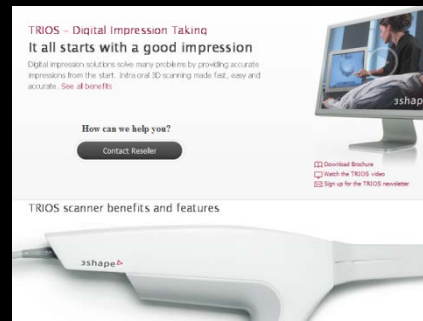 TRIOS – Digital Impression Taking
It all starts with a good impression
Digital impression solutions solve many problems by providing accurate
impressions from the start. Intra oral 3D scanning made fast, easy and
accurate. See all benefits
How can we help you?
Contact Reseller
3shap
Download Brochure
Watch the TRIOS video
Sign up for the TRIOS newsletter
TRIOS scanner benefits and features
3shape